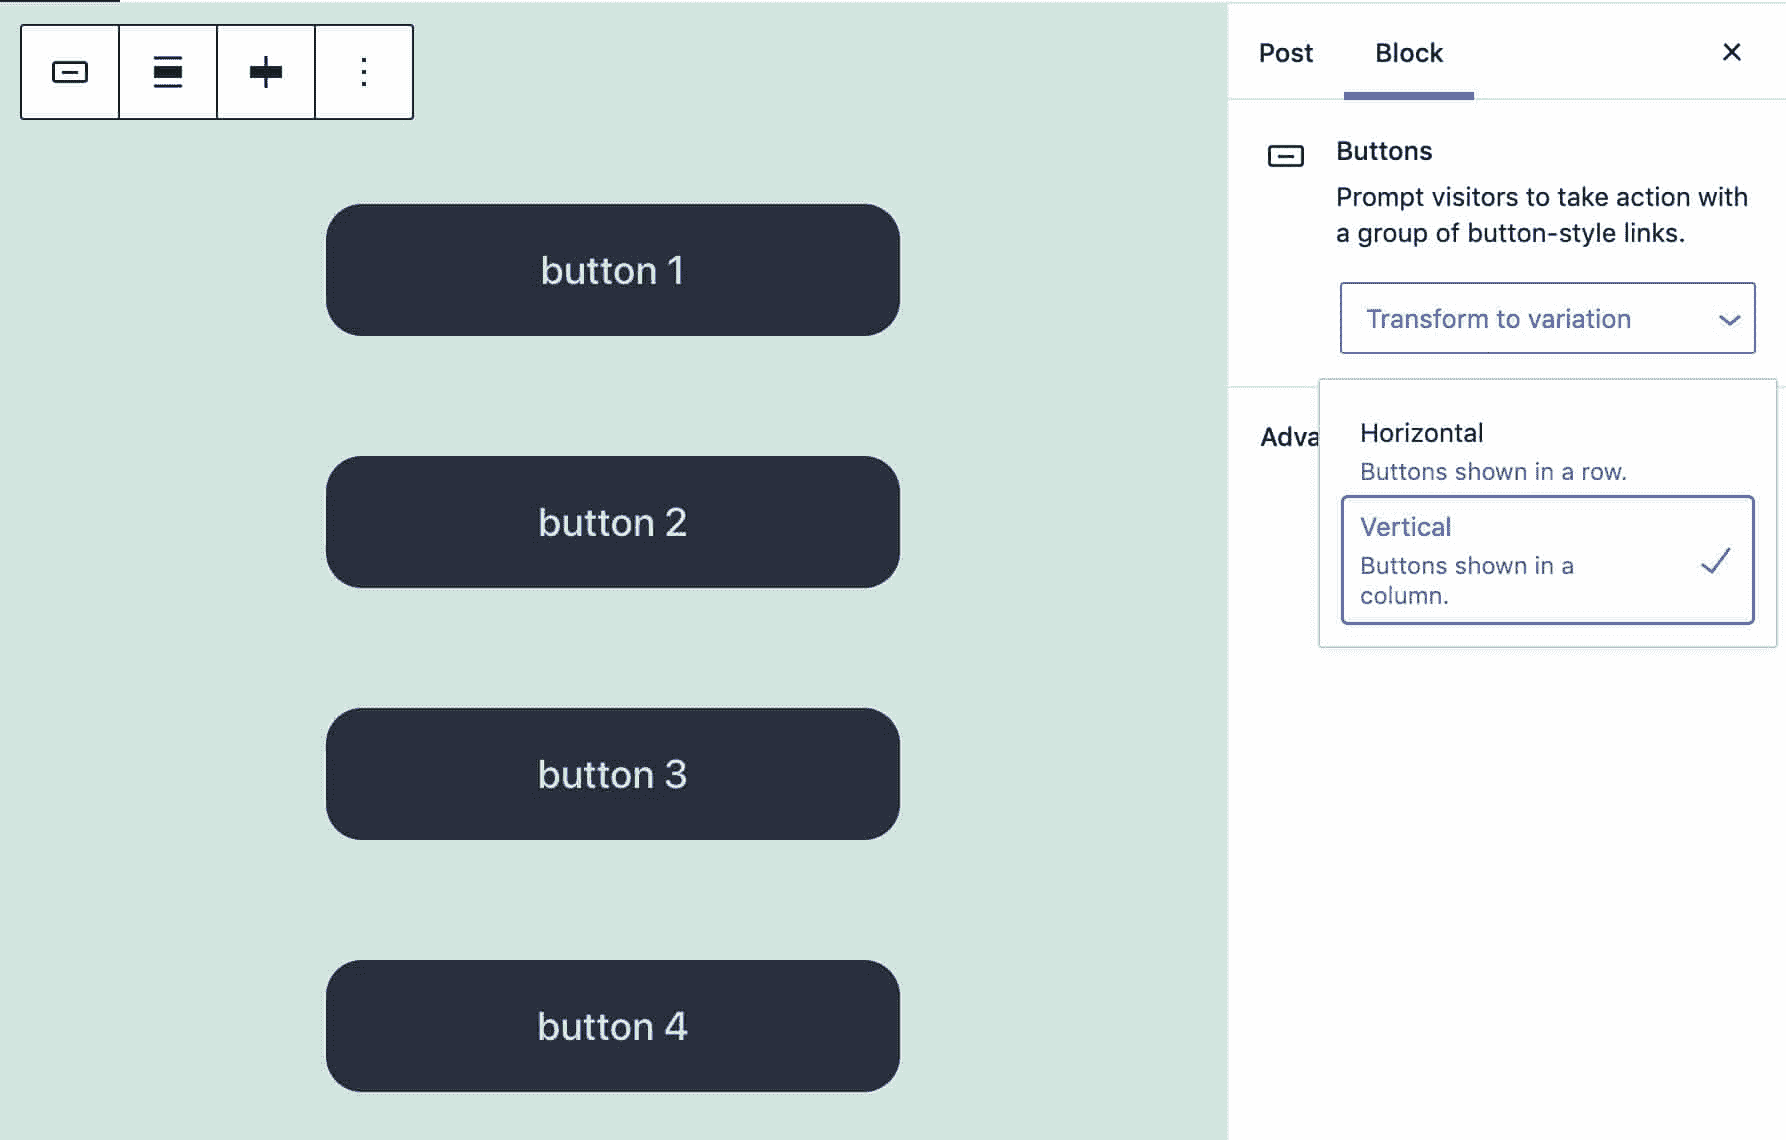 button 1
button 2
button 3
button 4
Post
Block
Buttons
Prompt visitors to take action with
a group of button-style links.
Transform to variation
Adva
Horizontal
Buttons shown in a row.
Vertical
Buttons shown in a
column.